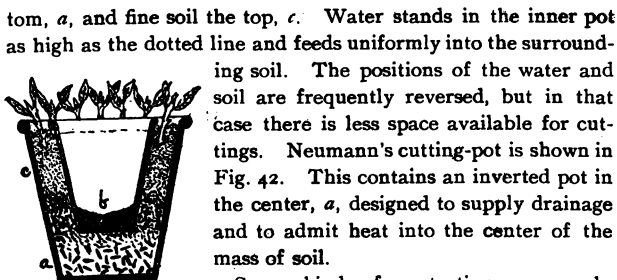 tom, a, and fine soil the top, c. Water stands in the inner pot
as high as the dotted line and feeds uniformly into the surround-
ing soil. The positions of the water and
soil are frequently reversed, but in that
case there is less space available for cut-
tings. Neumann's cutting-pot is shown in
Fig. 42. This contains an inverted pot in
the center, a, designed to supply drainage
and to admit heat into the center of the
mass of soil.
c
b
a